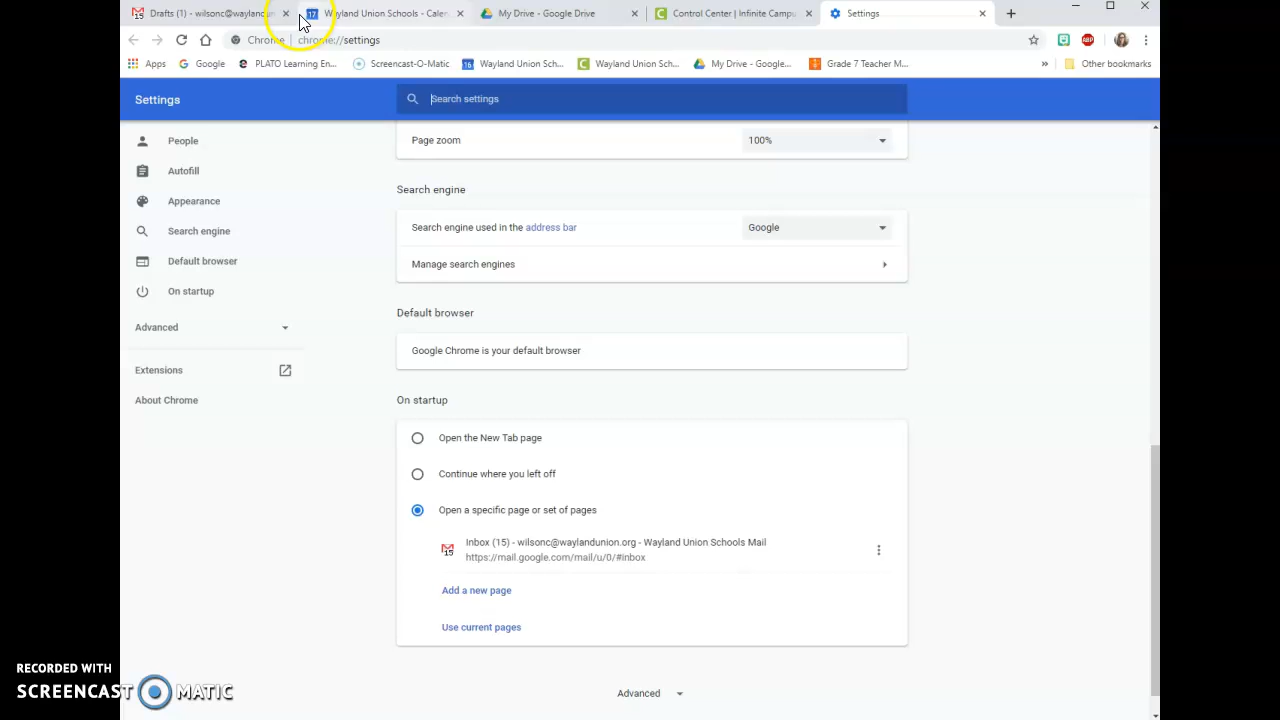 Drafts (15) - wilsonc@waylandun
Wayland Union Schools - Calen
My Drive - Google Drive
Control Center | Infinite Campu
Settings
Chrome | chrome://settings
ABP
Apps
Google
PLATO Learning En...
Screencast-O-Matic
Wayland Union Sch...
Wayland Union Sch...
My Drive - Google...
Grade 7 Teacher M...
»
Other bookmarks
Settings
Search settings
People
Autofill
Appearance
Search engine
Default browser
On startup
Advanced
Extensions
About Chrome
Page zoom
100%
Search engine
Search engine used in the address bar
Google
Manage search engines
Default browser
Google Chrome is your default browser
On startup
Open the New Tab page
Continue where you left off
Open a specific page or set of pages
Inbox (15) - wilsonc@waylandunion.org - Wayland Union Schools Mail
https://mail.google.com/mail/u/0/#inbox
Add a new page
Use current pages
Advanced
RECORDED WITH
SCREENCAST MATIC